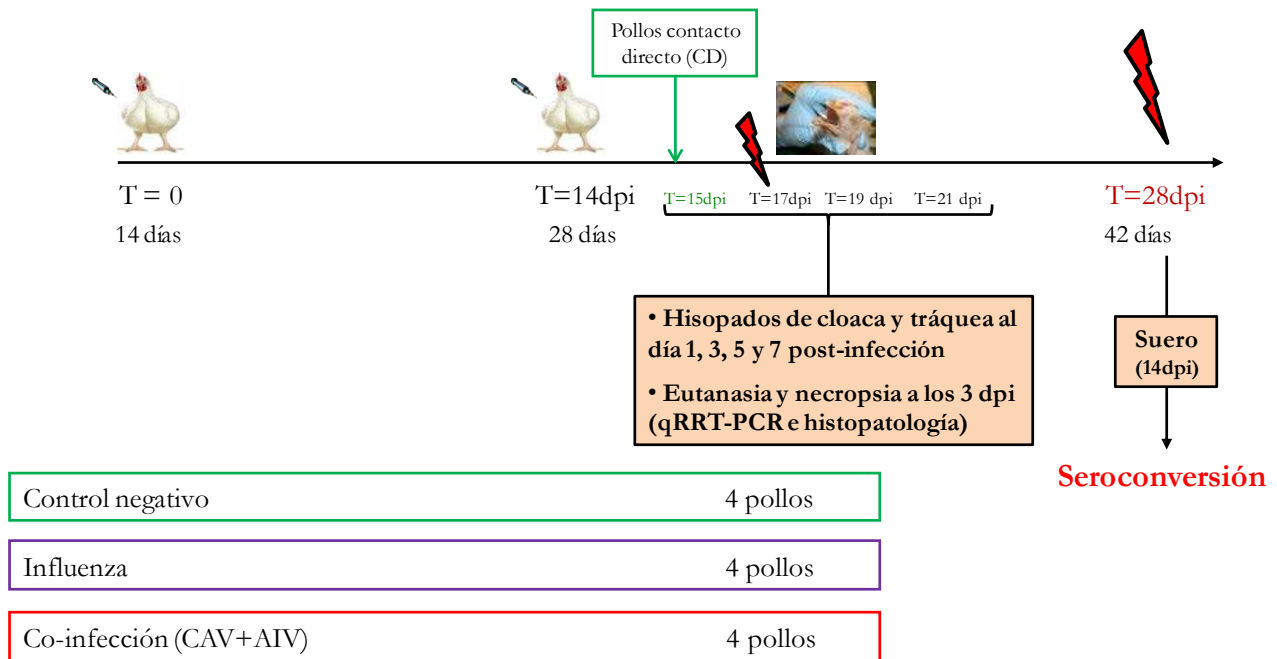 Pollos contacto
directo (CD)
T = 0
T=14dpi
T=15dpi
T=17dpi
T=19 dpi
T=21 dpi
T=28dpi
14 días
28 días
42 días
• Hisopados de cloaca y tráquea al
día 1, 3, 5 y 7 post-infección
• Eutanasia y necropsia a los 3 dpi
(qRRT-PCR e histopatología)
Suero
(14dpi)
Seroconversión
Control negativo 4 pollos
Influenza 4 pollos
Co-infección (CAV+AIV) 4 pollos